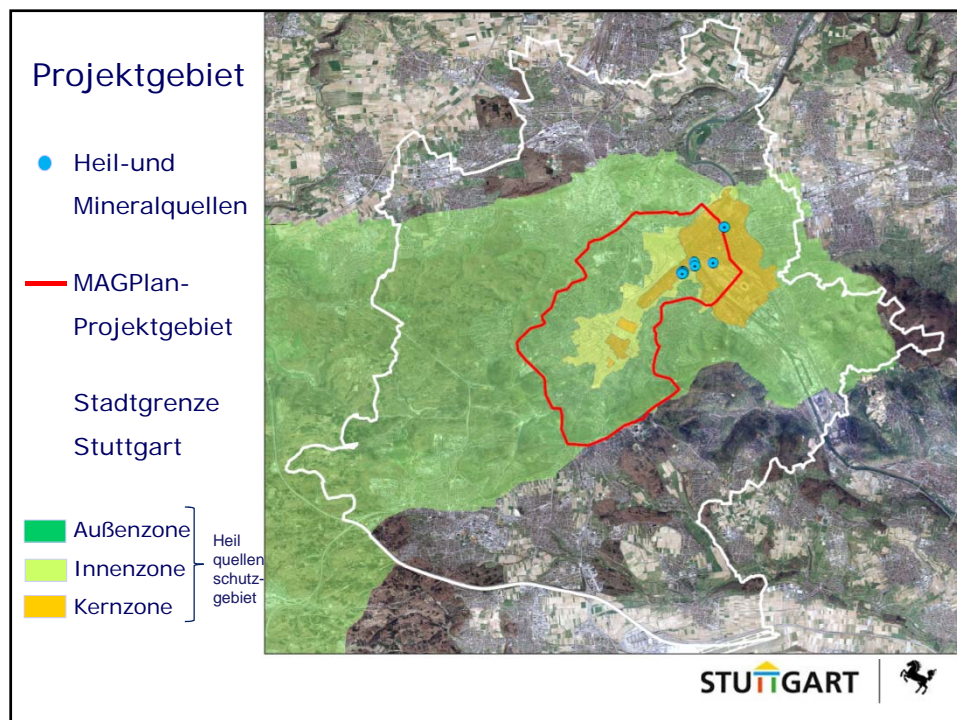 Projektgebiet
Heil-und
Mineralquellen
MAGPlan-
Projektgebiet
Stadtgrenze
Stuttgart
Außenzone
Innenzone
Kernzone
Heil
quellen
schutz-
gebiet
STUTTGART